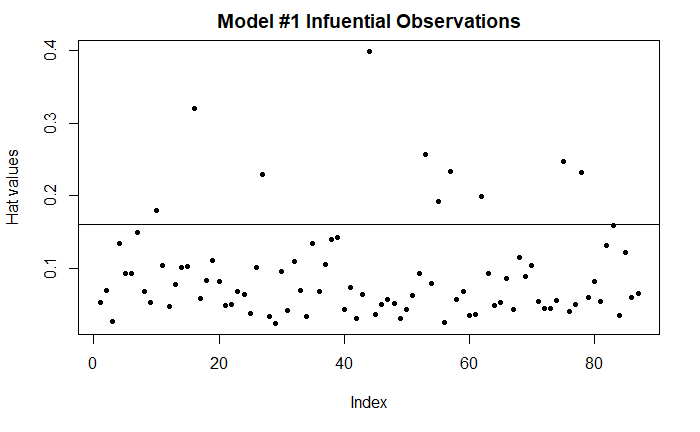 Model #1 Infuential Observations
Hat values
0.4
0.3
0.2
0.1
0 20 40 60 80
Index